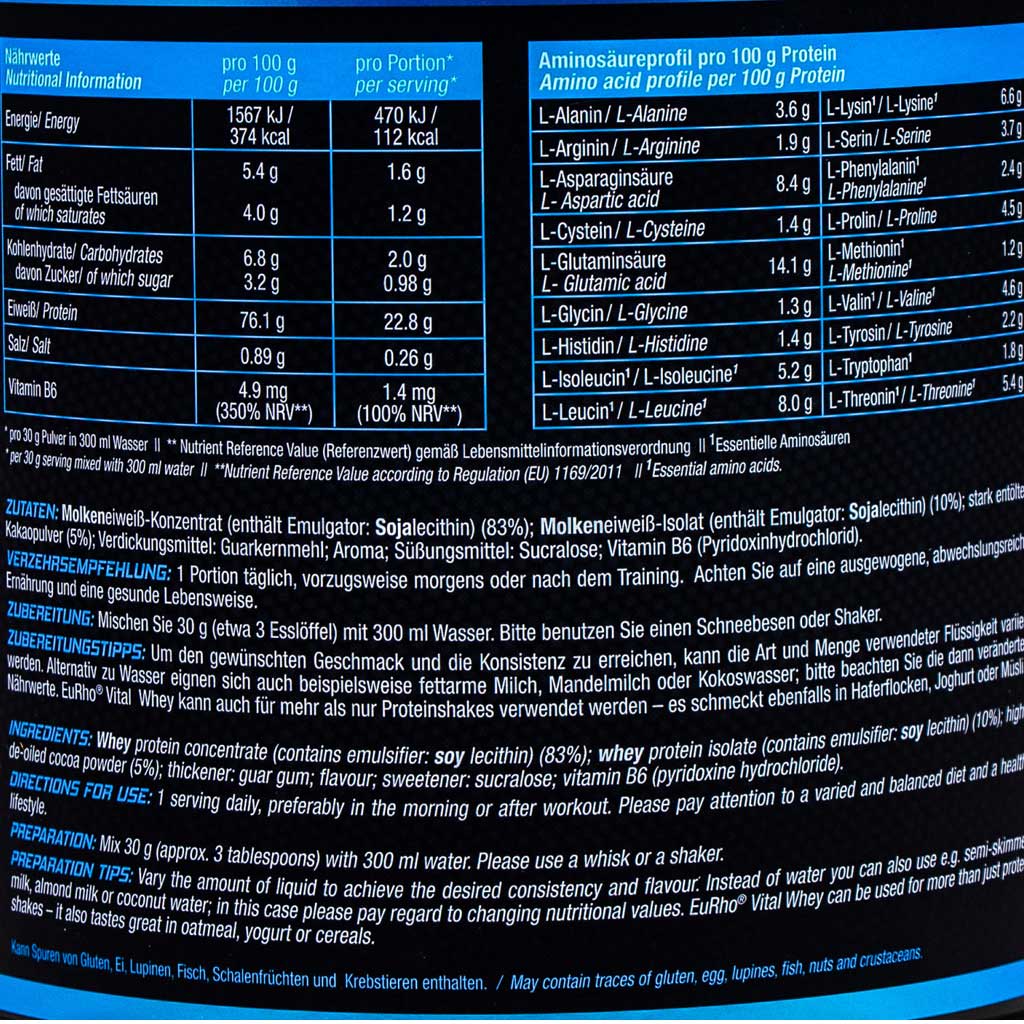 Nährwerte
Nutritional Information
pro 100 g
per 100 g
pro Portion*
per serving*
Energie/ Energy
1567 kJ /
374 kcal
470 kJ /
112 kcal
Fett/ Fat
5.4 g
1.6 g
davon gesättigte Fettsäuren
of which saturates
4.0 g
1.2 g
Kohlenhydrate/ Carbohydrates
6.8 g
2.0 g
davon Zucker/ of which sugar
3.2 g
0.98 g
Eiweiß/ Protein
76.1 g
22.8 g
Salz/ Salt
0.89 g
0.26 g
Vitamin B6
4.9 mg
(350% NRV**)
1.4 mg
(100% NRV**)
Aminosäureprofil pro 100 g Protein
Amino acid profile per 100 g Protein
L-Alanin / L-Alanine 3.6 g
L-Arginin / L-Arginine 1.9 g
L-Asparaginsäure
L- Aspartic acid 8.4 g
L-Cystein / L-Cysteine 1.4 g
L-Glutaminsäure
L- Glutamic acid 14.1 g
L-Glycin / L-Glycine 1.3 g
L-Histidin / L-Histidine 1.4 g
L-Isoleucin¹ / L-Isoleucine¹ 5.2 g
L-Leucin¹ / L-Leucine¹ 8.0 g
L-Lysin¹ / L-Lysine¹ 6.6 g
L-Serin / L-Serine 3.7 g
L-Phenylalanin¹
L-Phenylalanine¹ 2.4 g
L-Prolin / L-Proline 4.5 g
L-Methionin¹
L-Methionine¹ 1.2 g
L-Valin¹ / L-Valine¹ 4.6 g
L-Tyrosin / L-Tyrosine 2.2 g
L-Tryptophan¹ 1.8 g
L-Threonin¹ / L-Threonine¹ 5.4 g
*pro 30 g Pulver in 300 ml Wasser || ** Nutrient Reference Value (Referenzwert) gemäß Lebensmittelinformationsverordnung || ¹Essentielle Aminosäuren
*per 30 g serving mixed with 300 ml water || **Nutrient Reference Value according to Regulation (EU) 1169/2011 || ¹Essential amino acids.
ZUTATEN: Molkeneiweiß-Konzentrat (enthält Emulgator: Sojalecithin) (83%); Molkeneiweiß-Isolat (enthält Emulgator: Sojalecithin) (10%); stark entölte
Kakaopulver (5%); Verdickungsmittel: Guarkernmehl; Aroma; Süßungsmittel: Sucralose; Vitamin B6 (Pyridoxinhydrochlorid).
VERZEHRSEMPFEHLUNG: 1 Portion täglich, vorzugsweise morgens oder nach dem Training. Achten Sie auf eine ausgewogene, abwechslungsreich
Ernährung und eine gesunde Lebensweise.
ZUBEREITUNG: Mischen Sie 30 g (etwa 3 Esslöffel) mit 300 ml Wasser. Bitte benutzen Sie einen Schneebesen oder Shaker.
ZUBEREITUNGSTIPPS: Um den gewünschten Geschmack und die Konsistenz zu erreichen, kann die Art und Menge verwendeter Flüssigkeit variie
werden. Alternativ zu Wasser eignen sich auch beispielsweise fettarme Milch, Mandelmilch oder Kokoswasser; bitte beachten Sie die dann veränderte
Nährwerte. EuRho® Vital Whey kann auch für mehr als nur Proteinshakes verwendet werden – es schmeckt ebenfalls in Haferflocken, Joghurt oder Müsli
INGREDIENTS: Whey protein concentrate (contains emulsifier: soy lecithin) (83%); whey protein isolate (contains emulsifier: soy lecithin) (10%); high
de-oiled cocoa powder (5%); thickener: guar gum; flavour; sweetener: sucralose; vitamin B6 (pyridoxine hydrochloride).
DIRECTIONS FOR USE: 1 serving daily, preferably in the morning or after workout. Please pay attention to a varied and balanced diet and a healt
lifestyle.
PREPARATION: Mix 30 g (approx. 3 tablespoons) with 300 ml water. Please use a whisk or a shaker.
PREPARATION TIPS: Vary the amount of liquid to achieve the desired consistency and flavour. Instead of water you can also use e.g. semi-skimme
milk, almond milk or coconut water; in this case please pay regard to changing nutritional values. EuRho® Vital Whey can be used for more than just prote
shakes – it also tastes great in oatmeal, yogurt or cereals.
Kann Spuren von Gluten, Ei, Lupinen, Fisch, Schalenfrüchten und Krebstieren enthalten. / May contain traces of gluten, egg, lupines, fish, nuts and crustaceans.